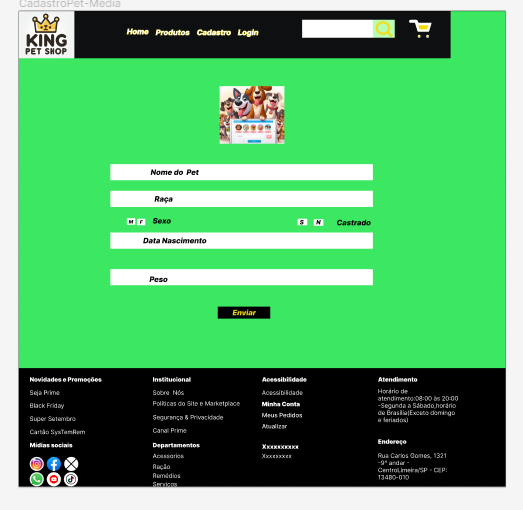 CadastroPet-Media
KING
PET SHOP
Home Produtos Cadastro Login
Nome do Pet
Raça
M F Sexo
S N Castrado
Data Nascimento
Peso
Enviar
Novidades e Promoções
Seja Prime
Black Friday
Super Setembro
Cartão SysTemRem
Mídias sociais
Institucional
Sobre Nós
Políticas do Site e Marketplace
Segurança & Privacidade
Canal Prime
Departamentos
Acessorios
Ração
Remédios
Serviços
Acessibilidade
Acessibilidade
Minha Conta
Meus Pedidos
Atualizar
Xxxxxxxxxx
Xxxxxxxxx
Atendimento
Horário de
atendimento:08:00 às 20:00
-Segunda a Sábado,horário
de Brasília(Exceto domingo
e feriados)
Endereço
Rua Carlos Gomes, 1321
-9° andar -
CentroLimeira/SP - CEP:
13480-010